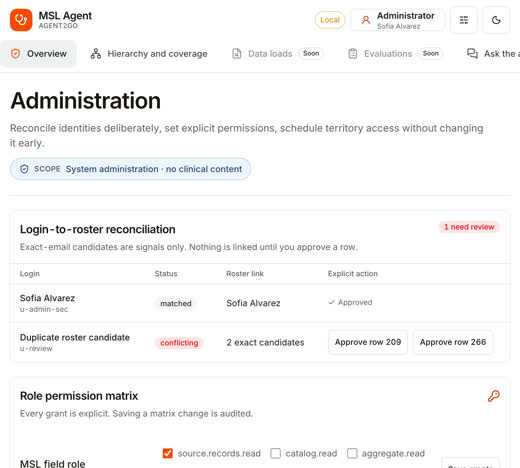 MSL Agent
AGENT2GO
Local
Administrator
Sofia Alvarez
Overview
Hierarchy and coverage
Data loads
Soon
Evaluations
Soon
Ask the a
Administration
Reconcile identities deliberately, set explicit permissions, schedule territory access without changing
it early.
SCOPE System administration · no clinical content
Login-to-roster reconciliation
1 need review
Exact-email candidates are signals only. Nothing is linked until you approve a row.
Login Status Roster link Explicit action
Sofia Alvarez
u-admin-sec
matched
Sofia Alvarez
Approved
Duplicate roster candidate
u-review
conflicting
2 exact candidates
Approve row 209
Approve row 266
Role permission matrix
Every grant is explicit. Saving a matrix change is audited.
source.records.read catalog.read aggregate.read
MSL field role